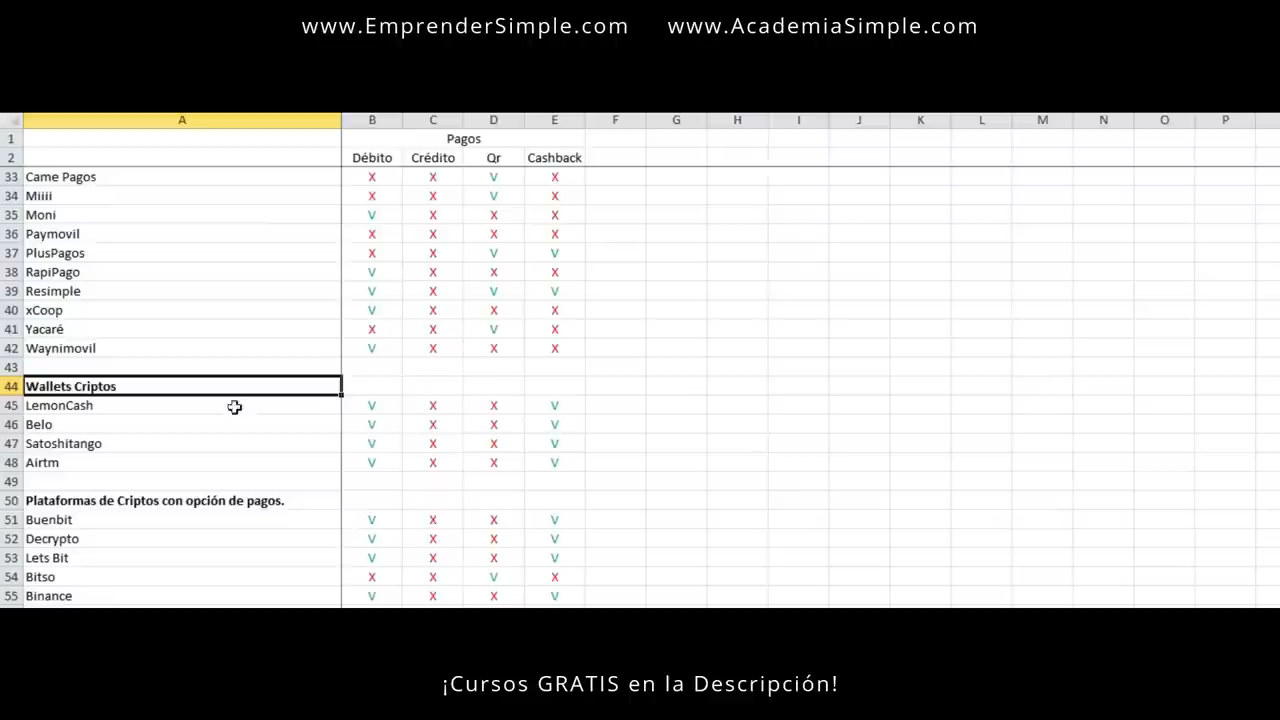 www.EmprenderSimple.com www.AcademiaSimple.com
A B C D E F G H I J K L M N O P
1 Pagos
2 Débito Crédito Qr Cashback
33 Came Pagos X X V X
34 Miiii X X V X
35 Moni V X X X
36 Paymovil X X X X
37 PlusPagos X X V V
38 RapiPago V X X X
39 Resimple V X V V
40 xCoop V X X X
41 Yacaré X X V X
42 Waynimovil V X X X
43
44 Wallets Criptos
45 LemonCash V X X V
46 Belo V X X V
47 Satoshitango V X X V
48 Airtm V X X V
49
50 Plataformas de Criptos con opción de pagos.
51 Buenbit V X X V
52 Decrypto V X X V
53 Lets Bit V X X V
54 Bitso X X V X
55 Binance V X X V
¡Cursos GRATIS en la Descripción!